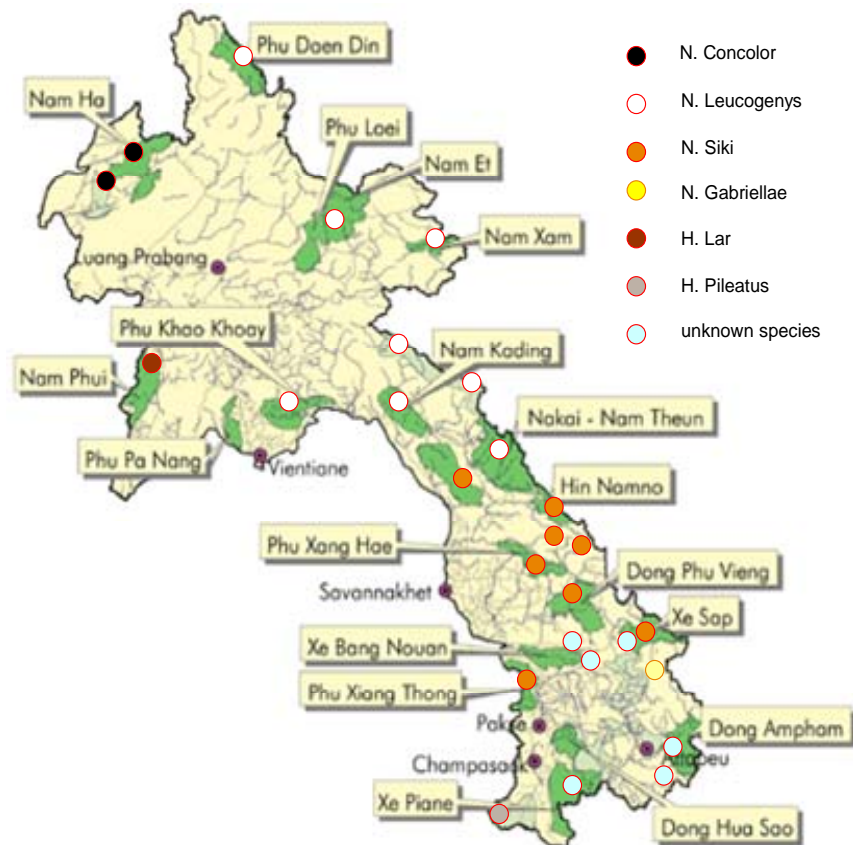 Phu Daen Din
Nam Ha
Phu Loei
Nam Et
Nam Xam
Luang Prabang
Phu Khao Khoay
Nam Kading
Nam Phui
Nakai - Nam Theun
Phu Pa Nang
Vientiane
Hin Namno
Phu Xang Hae
Dong Phu Vieng
Savannakhet
Xe Sap
Xe Bang Nouan
Phu Xiang Thong
Pakse
Dong Ampham
Attapeu
Champasak
Xe Piane
Dong Hua Sao
N. Concolor
N. Leucogenys
N. Siki
N. Gabriellae
H. Lar
H. Pileatus
unknown species